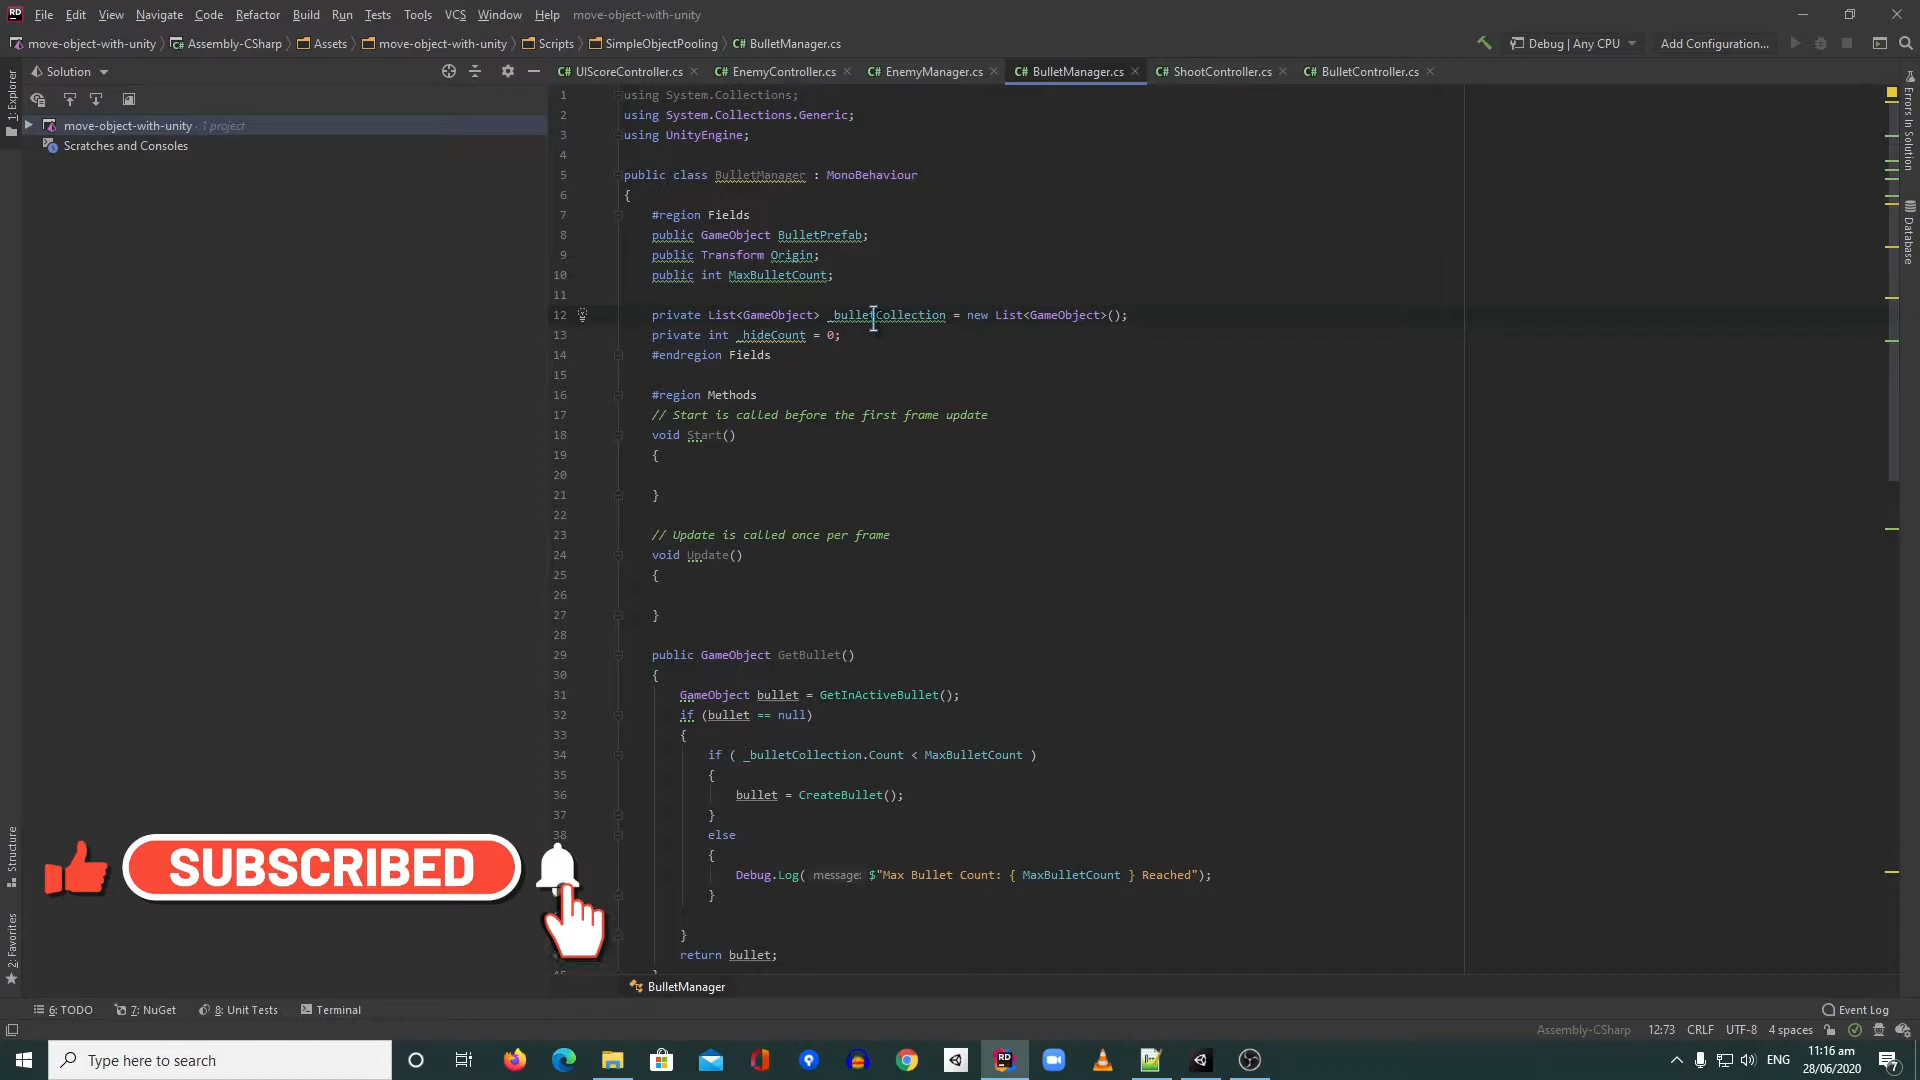 File Edit View Navigate Code Refactor Build Run Tests Tools VCS Window Help move-object-with-unity
move-object-with-unity Assembly-CSharp Assets move-object-with-unity Scripts SimpleObjectPooling BulletManager.cs Debug | Any CPU Add Configuration...
Solution
UIScoreController.cs EnemyController.cs EnemyManager.cs BulletManager.cs ShootController.cs BulletController.cs
1: Explorer
move-object-with-unity · 1 project
Scratches and Consoles
1 using System.Collections;
2 using System.Collections.Generic;
3 using UnityEngine;
4
5 public class BulletManager : MonoBehaviour
6 {
7 #region Fields
8 public GameObject BulletPrefab;
9 public Transform Origin;
10 public int MaxBulletCount;
11
12 private List<GameObject> _bulletCollection = new List<GameObject>();
13 private int _hideCount = 0;
14 #endregion Fields
15
16 #region Methods
17 // Start is called before the first frame update
18 void Start()
19 {
20
21 }
22
23 // Update is called once per frame
24 void Update()
25 {
26
27 }
28
29 public GameObject GetBullet()
30 {
31 GameObject bullet = GetInActiveBullet();
32 if (bullet == null)
33 {
34 if ( _bulletCollection.Count < MaxBulletCount )
35 {
36 bullet = CreateBullet();
37 }
38 else
{
Debug.Log( message: $"Max Bullet Count: { MaxBulletCount } Reached");
}
}
return bullet;
Errors In Solution
Database
Structure
2: Favorites
SUBSCRIBED
BulletManager
6: TODO 7: NuGet 8: Unit Tests Terminal Event Log
Assembly-CSharp 12:73 CRLF UTF-8 4 spaces
Type here to search
RD
ENG
11:16 am
28/06/2020
7